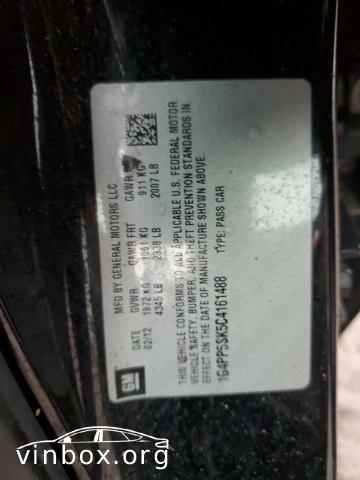 MFD BY GENERAL MOTORS LLC
DATE GVWR GAWR FRT GAWR
02/12 1972 KG 1061 KG 911 KG
4345 LB 2338 LB 2007 LB
THIS VEHICLE CONFORMS TO ALL APPLICABLE U.S. FEDERAL MOTOR
VEHICLE SAFETY, BUMPER, AND THEFT PREVENTION STANDARDS IN
EFFECT ON THE DATE OF MANUFACTURE SHOWN ABOVE.
1G4PP5SK5C4161488 TYPE: PASS CAR
GM
vinbox.org